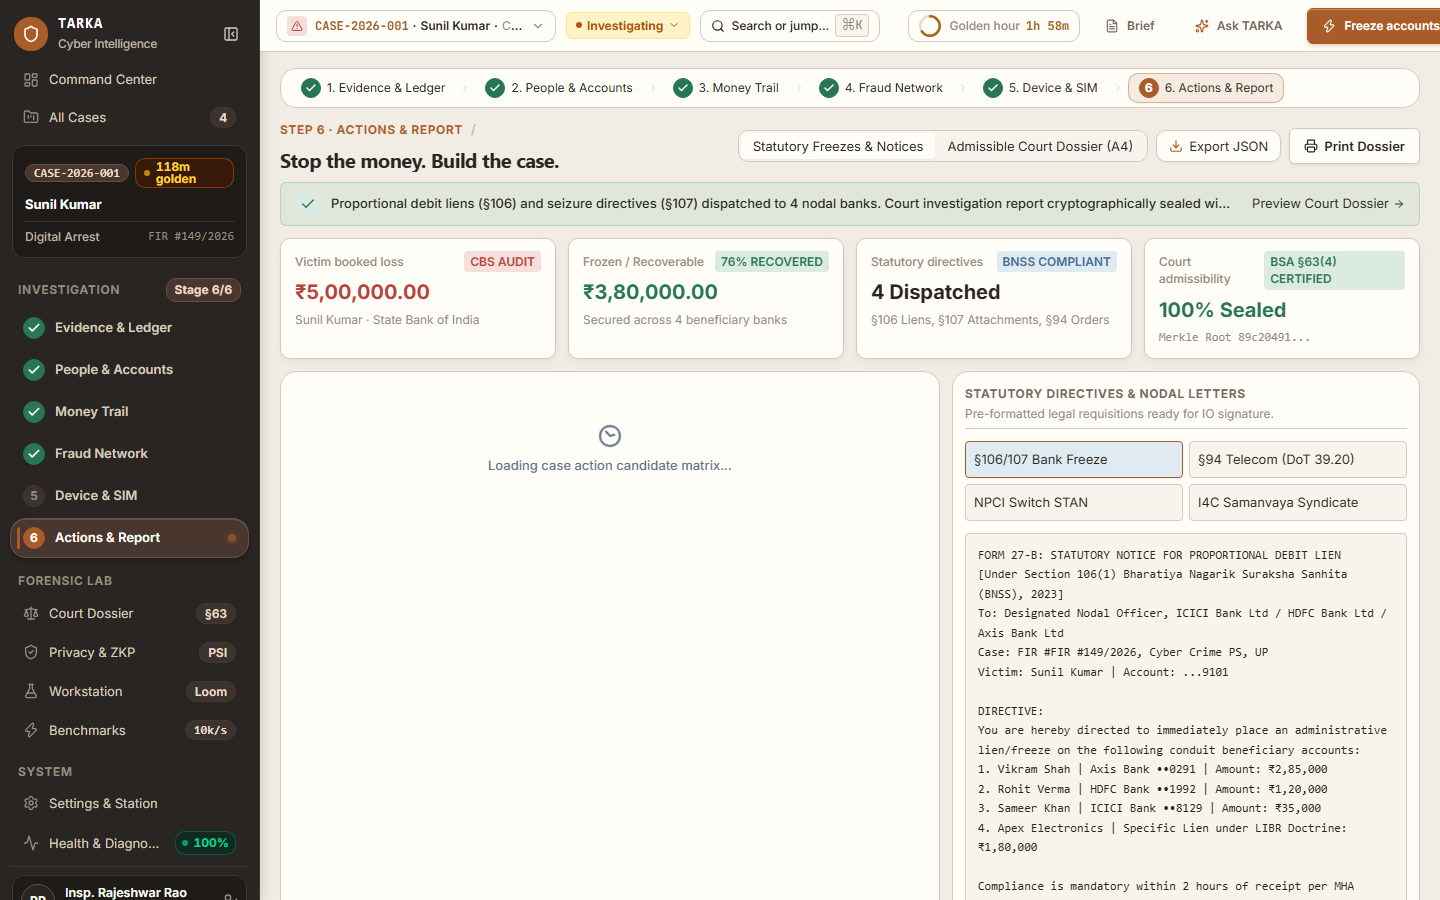 TARKA
Cyber Intelligence
Command Center
All Cases 4
CASE-2026-001 118m golden
Sunil Kumar
Digital Arrest FIR #149/2026
INVESTIGATION Stage 6/6
Evidence & Ledger
People & Accounts
Money Trail
Fraud Network
5 Device & SIM
6 Actions & Report
FORENSIC LAB
Court Dossier §63
Privacy & ZKP PSI
Workstation Loom
Benchmarks 10k/s
SYSTEM
Settings & Station
Health & Diagno... 100%
Insp. Rajeshwar Rao
CASE-2026-001 · Sunil Kumar · C... Investigating Search or jump... ⌘K Golden hour 1h 58m Brief Ask TARKA Freeze accounts
1. Evidence & Ledger 2. People & Accounts 3. Money Trail 4. Fraud Network 5. Device & SIM 6 6. Actions & Report
STEP 6 · ACTIONS & REPORT /
Stop the money. Build the case.
Statutory Freezes & Notices Admissible Court Dossier (A4) Export JSON Print Dossier
Proportional debit liens (§106) and seizure directives (§107) dispatched to 4 nodal banks. Court investigation report cryptographically sealed wi... Preview Court Dossier →
Victim booked loss CBS AUDIT
₹5,00,000.00
Sunil Kumar · State Bank of India
Frozen / Recoverable 76% RECOVERED
₹3,80,000.00
Secured across 4 beneficiary banks
Statutory directives BNSS COMPLIANT
4 Dispatched
§106 Liens, §107 Attachments, §94 Orders
Court admissibility BSA §63(4) CERTIFIED
100% Sealed
Merkle Root 89c20491...
Loading case action candidate matrix...
STATUTORY DIRECTIVES & NODAL LETTERS
Pre-formatted legal requisitions ready for IO signature.
§106/107 Bank Freeze §94 Telecom (DoT 39.20)
NPCI Switch STAN I4C Samanvaya Syndicate
FORM 27-B: STATUTORY NOTICE FOR PROPORTIONAL DEBIT LIEN
[Under Section 106(1) Bharatiya Nagarik Suraksha Sanhita
(BNSS), 2023]
To: Designated Nodal Officer, ICICI Bank Ltd / HDFC Bank Ltd /
Axis Bank Ltd
Case: FIR #FIR #149/2026, Cyber Crime PS, UP
Victim: Sunil Kumar | Account: ...9101
DIRECTIVE:
You are hereby directed to immediately place an administrative
lien/freeze on the following conduit beneficiary accounts:
1. Vikram Shah | Axis Bank ••0291 | Amount: ₹2,85,000
2. Rohit Verma | HDFC Bank ••1992 | Amount: ₹1,20,000
3. Sameer Khan | ICICI Bank ••8129 | Amount: ₹35,000
4. Apex Electronics | Specific Lien under LIBR Doctrine:
₹1,80,000
Compliance is mandatory within 2 hours of receipt per MHA